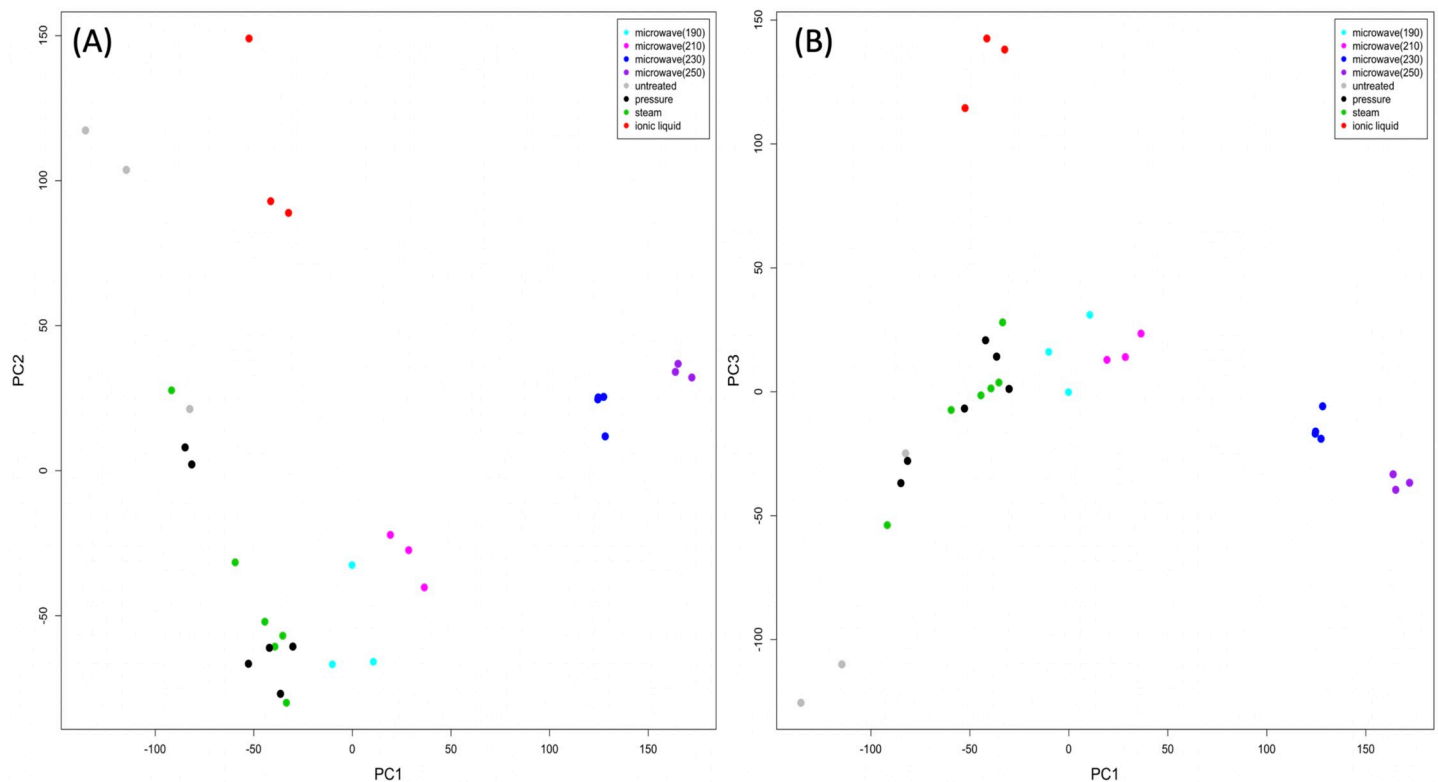 (A)
microwave(190)
microwave(210)
microwave(230)
microwave(250)
untreated
pressure
steam
ionic liquid
150
100
50
0
-50
PC2
-100 -50 0 50 100 150
PC1
(B)
microwave(190)
microwave(210)
microwave(230)
microwave(250)
untreated
pressure
steam
ionic liquid
150
100
50
0
-50
-100
PC3
-100 -50 0 50 100 150
PC1